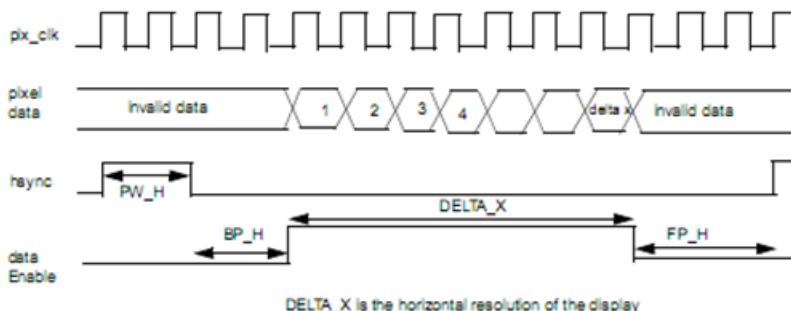 pix_clk
pixel
data
invalid data
1
2
3
4
delta x
invalid data
hsync
PW_H
DELTA_X
BP_H
FP_H
data
Enable
DELTA_X is the horizontal resolution of the display